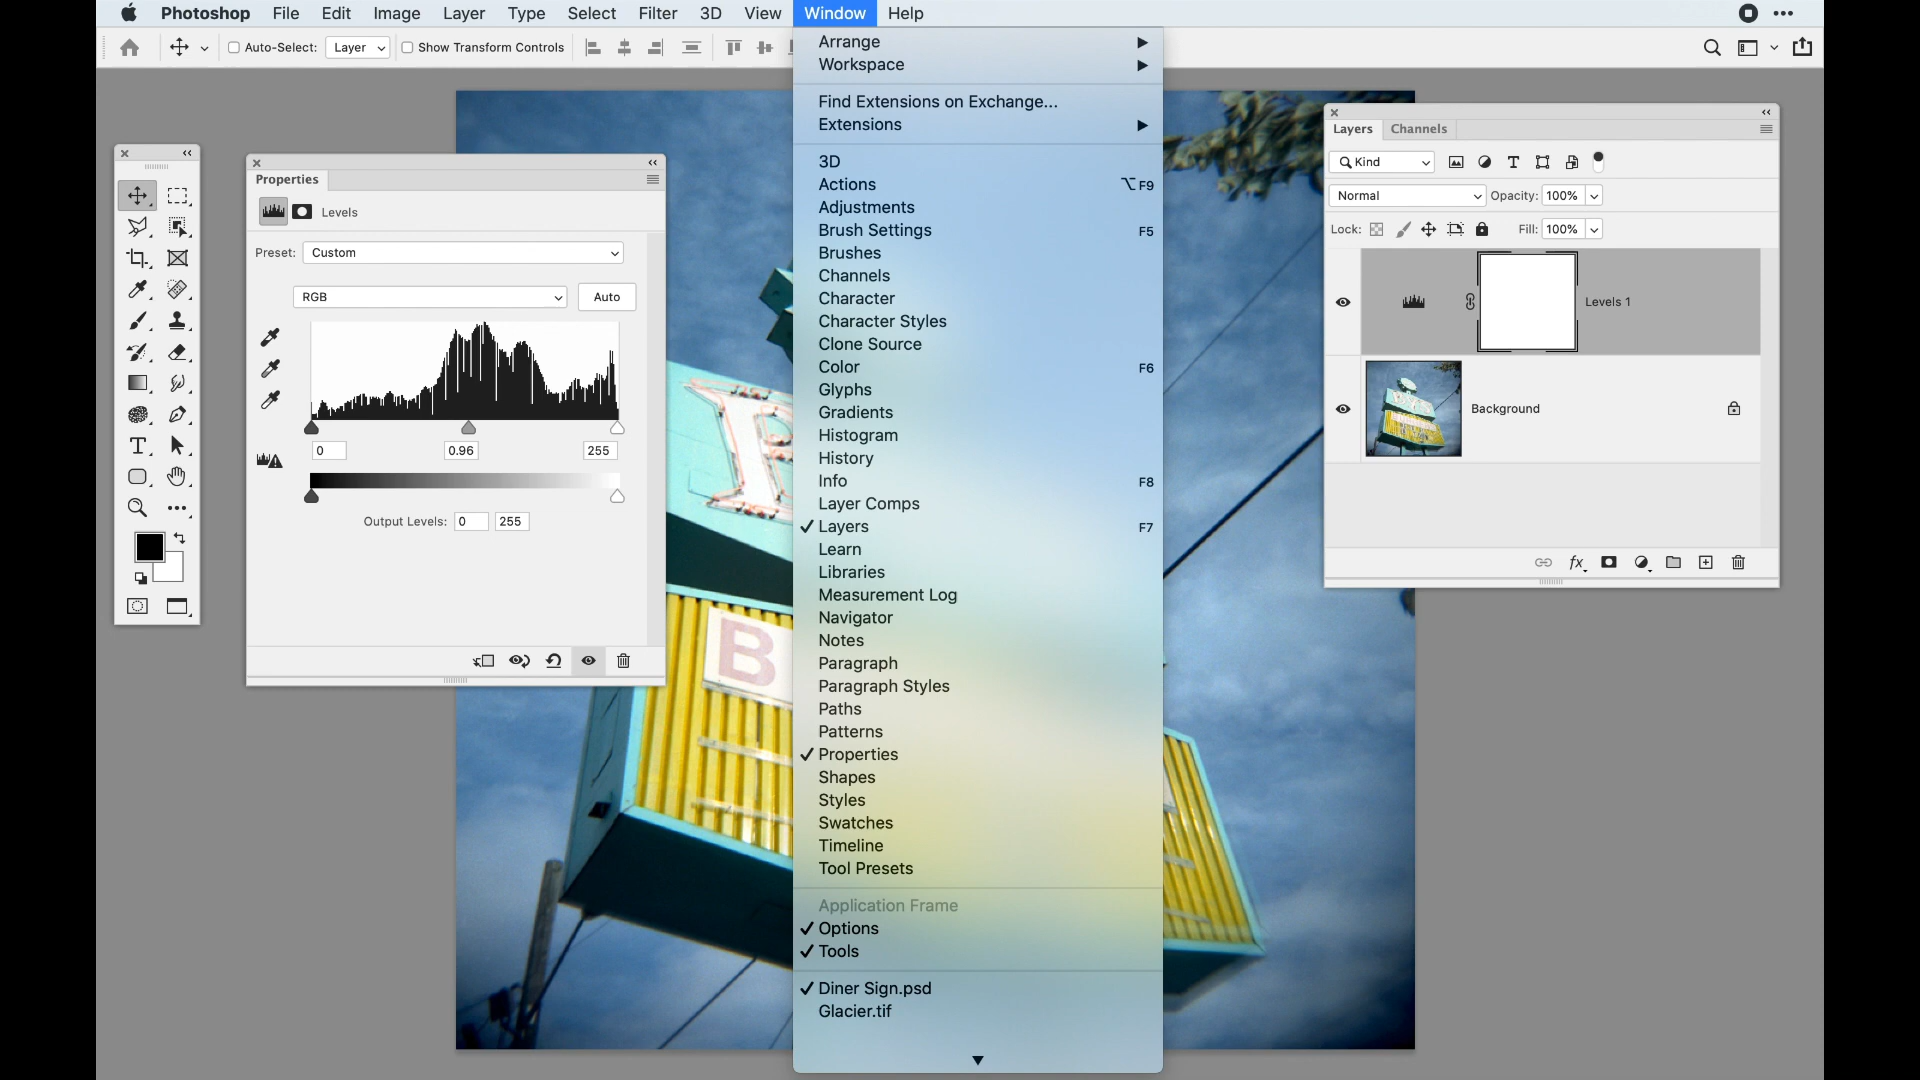 Photoshop File Edit Image Layer Type Select Filter 3D View Window Help
Auto-Select: Layer Show Transform Controls
Arrange
Workspace
Find Extensions on Exchange...
Extensions
3D
Actions ⌥F9
Adjustments
Brush Settings F5
Brushes
Channels
Character
Character Styles
Clone Source
Color F6
Glyphs
Gradients
Histogram
History
Info F8
Layer Comps
✓ Layers F7
Learn
Libraries
Measurement Log
Navigator
Notes
Paragraph
Paragraph Styles
Paths
Patterns
✓ Properties
Shapes
Styles
Swatches
Timeline
Tool Presets
Application Frame
✓ Options
✓ Tools
✓ Diner Sign.psd
Glacier.tif
Properties
Levels
Preset: Custom
RGB Auto
0 0.96 255
Output Levels: 0 255
B
Layers Channels
Kind
Normal Opacity: 100%
Lock: Fill: 100%
Levels 1
Background
fx